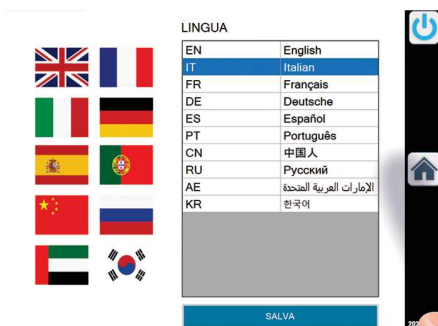 LINGUA
EN English
IT Italian
FR Français
DE Deutsche
ES Español
PT Português
CN 中国人
RU Русский
AE الإمارات العربية المتحدة
KR 한국어
SALVA